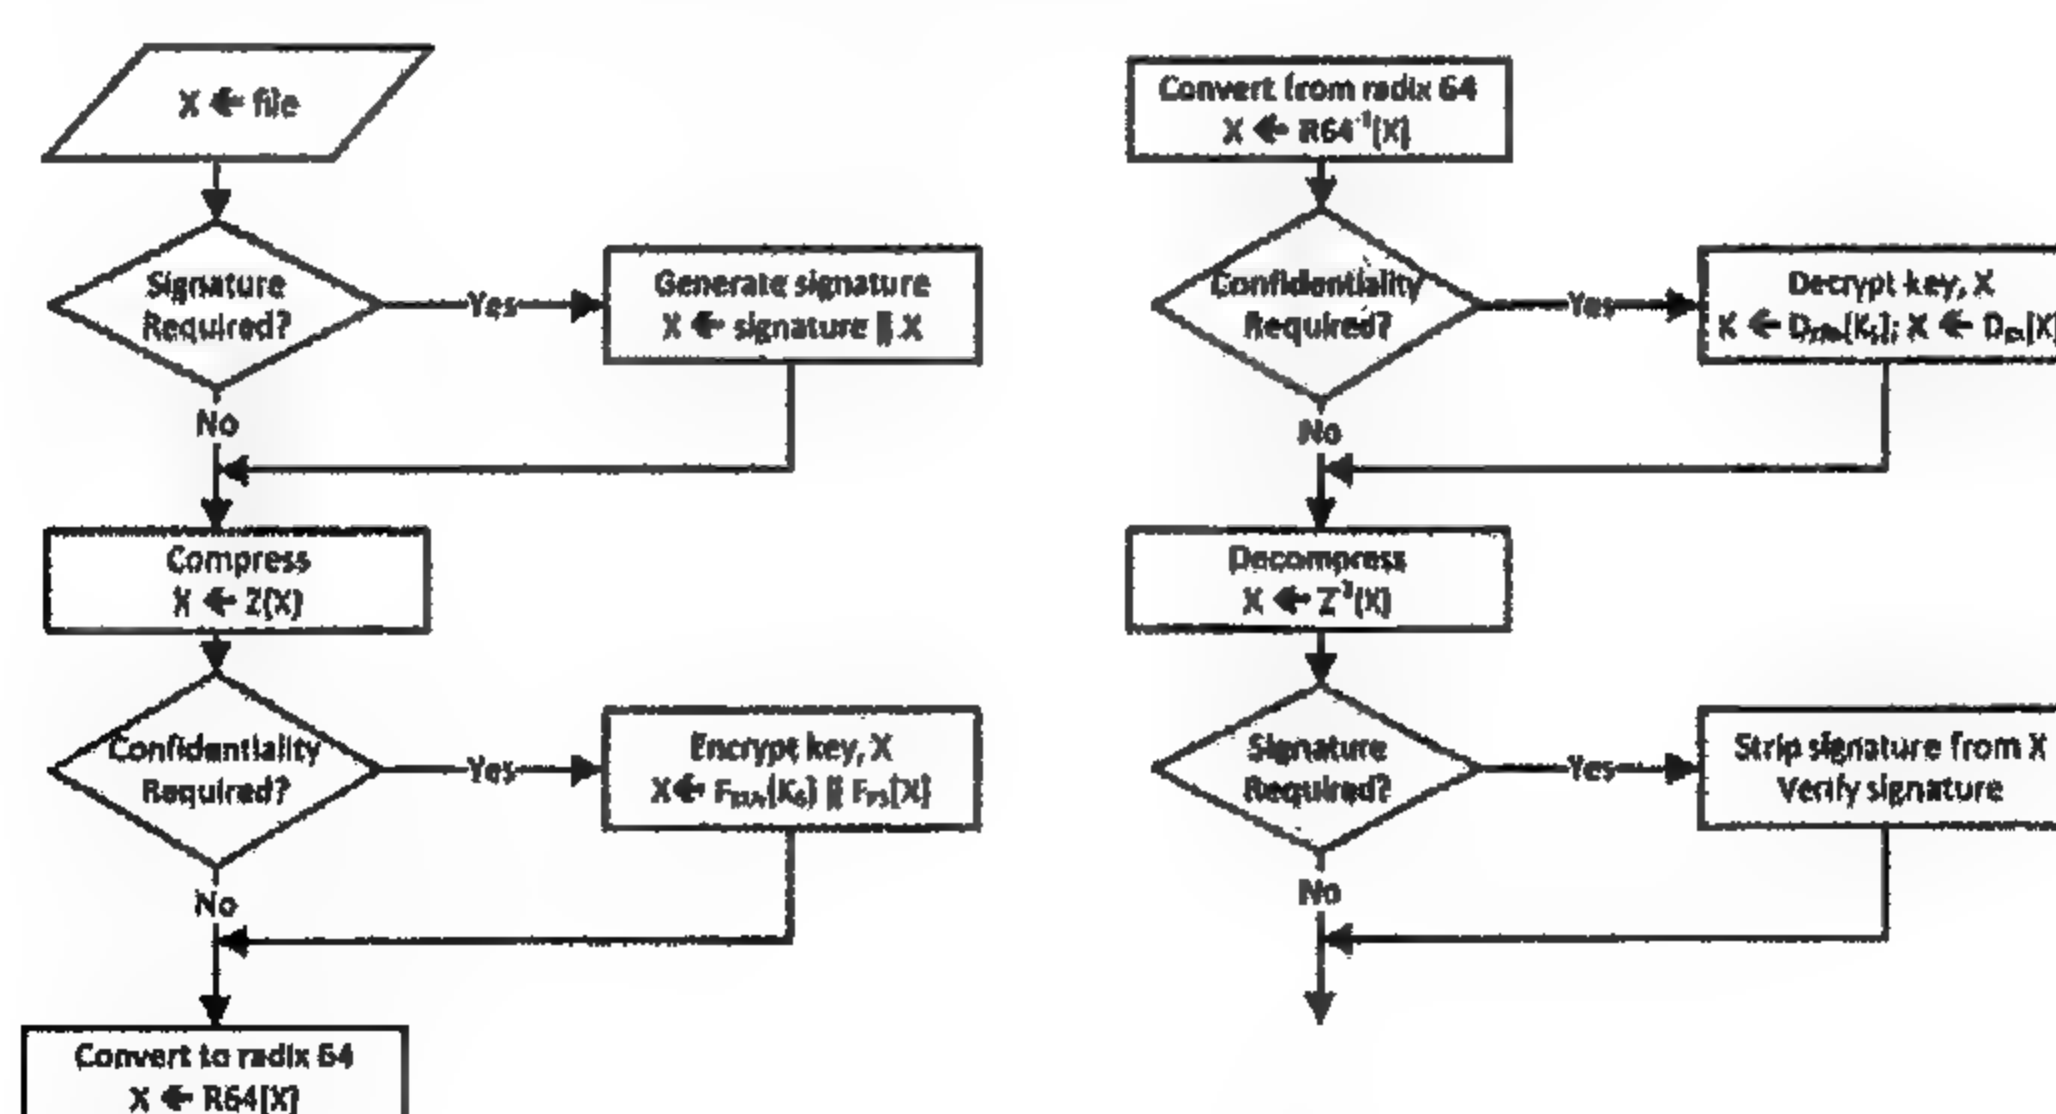 X ← file
Signature
Required?
Yes
Generate signature
X ← signature || X
No
Compress
X ← Z(X)
Confidentiality
Required?
Yes
Encrypt key, X
No
Convert to radix 64
X ← R64[X]
Convert from radix 64
X ← R64⁻¹[X]
Confidentiality
Required?
Yes
Decrypt key, X
No
Decompress
X ← Z⁻¹(X)
Signature
Required?
Yes
Strip signature from X
Verify signature
No